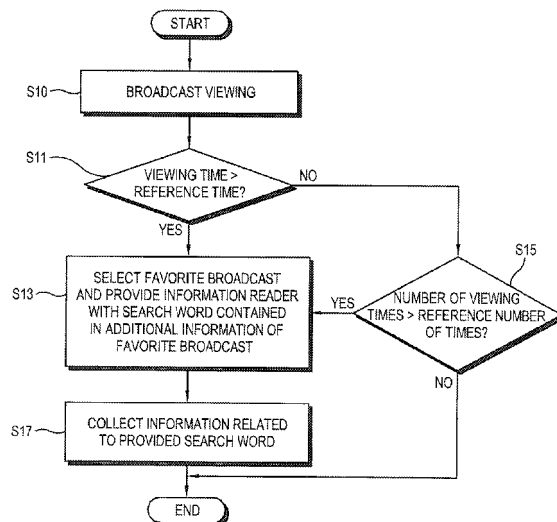 START
S10
BROADCAST VIEWING
S11
VIEWING TIME >
REFERENCE TIME?
NO
YES
S15
S13
SELECT FAVORITE BROADCAST
AND PROVIDE INFORMATION READER
WITH SEARCH WORD CONTAINED
IN ADDITIONAL INFORMATION OF
FAVORITE BROADCAST
YES
NUMBER OF VIEWING
TIMES > REFERENCE NUMBER
OF TIMES?
NO
S17
COLLECT INFORMATION RELATED
TO PROVIDED SEARCH WORD
END